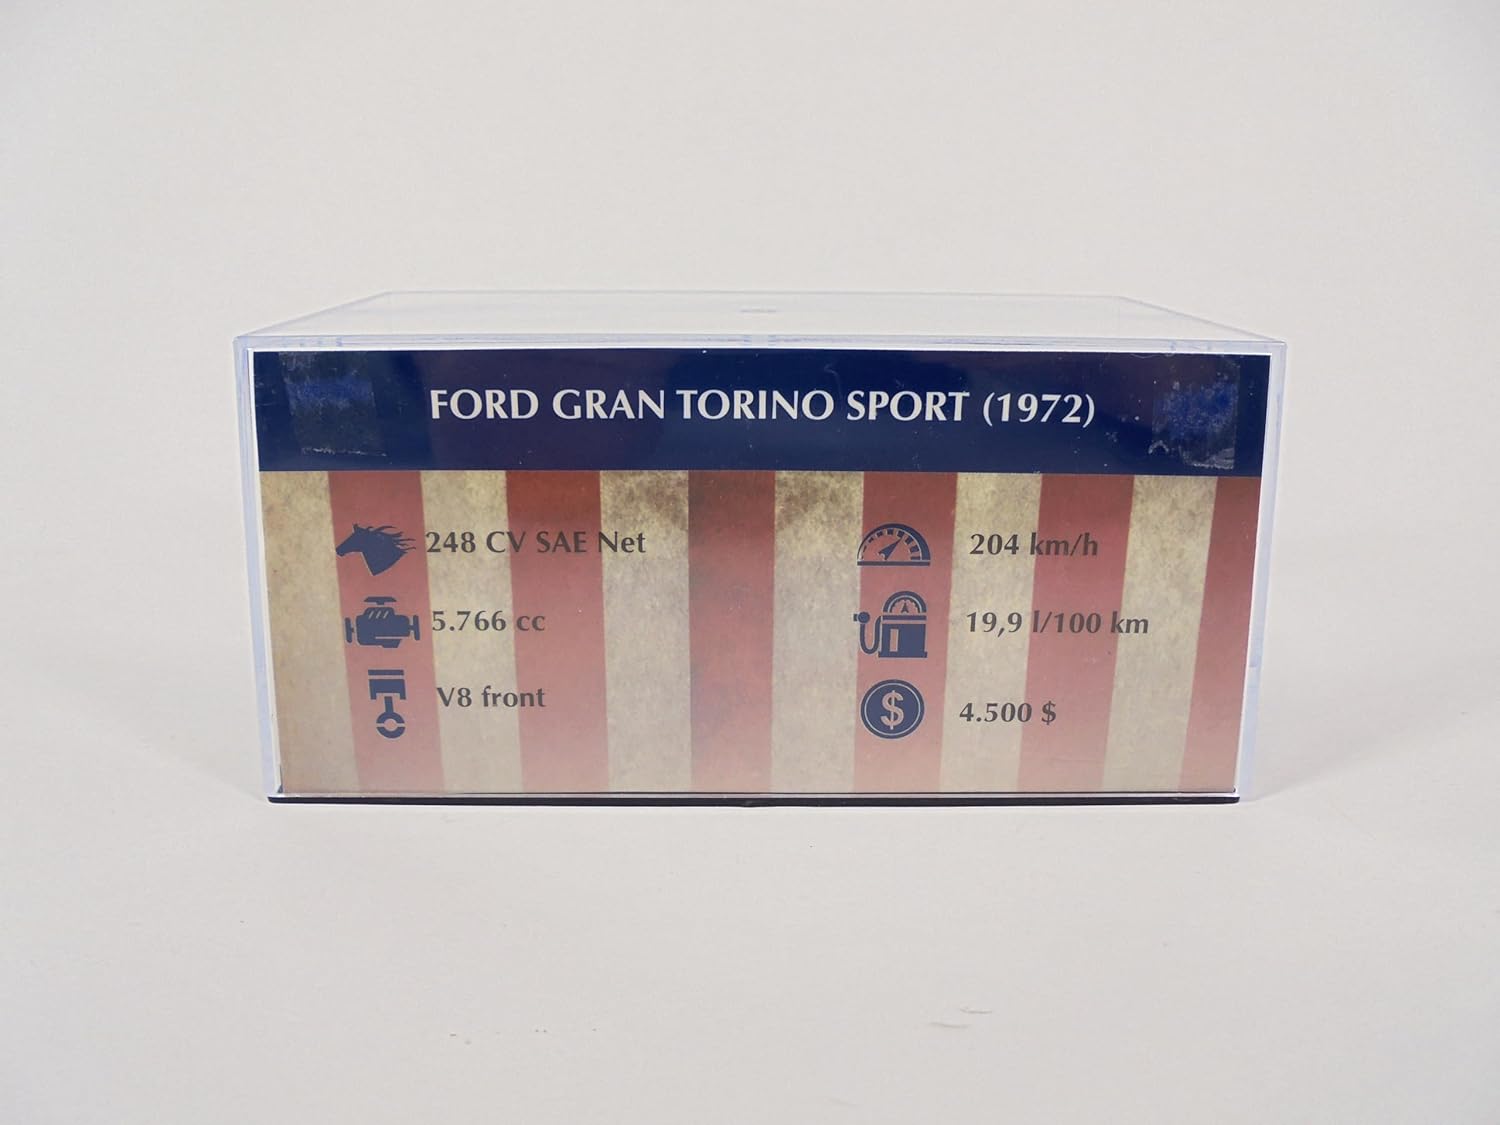 FORD GRAN TORINO SPORT (1972)
248 CV SAE Net
5.766 cc
V8 front
204 km/h
19,9 l/100 km
$
4.500 $